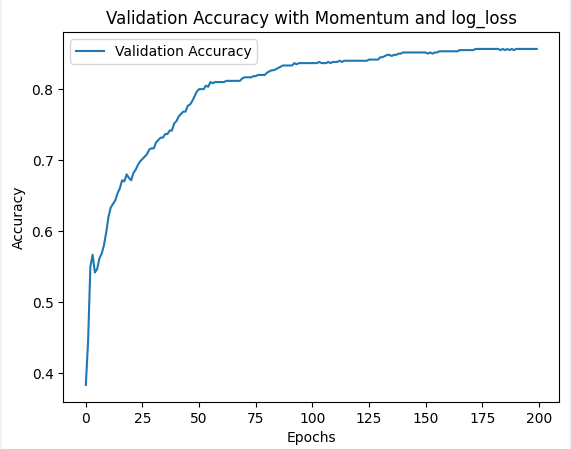 Validation Accuracy with Momentum and log_loss
Validation Accuracy
Accuracy
0.8
0.7
0.6
0.5
0.4
0 25 50 75 100 125 150 175 200
Epochs